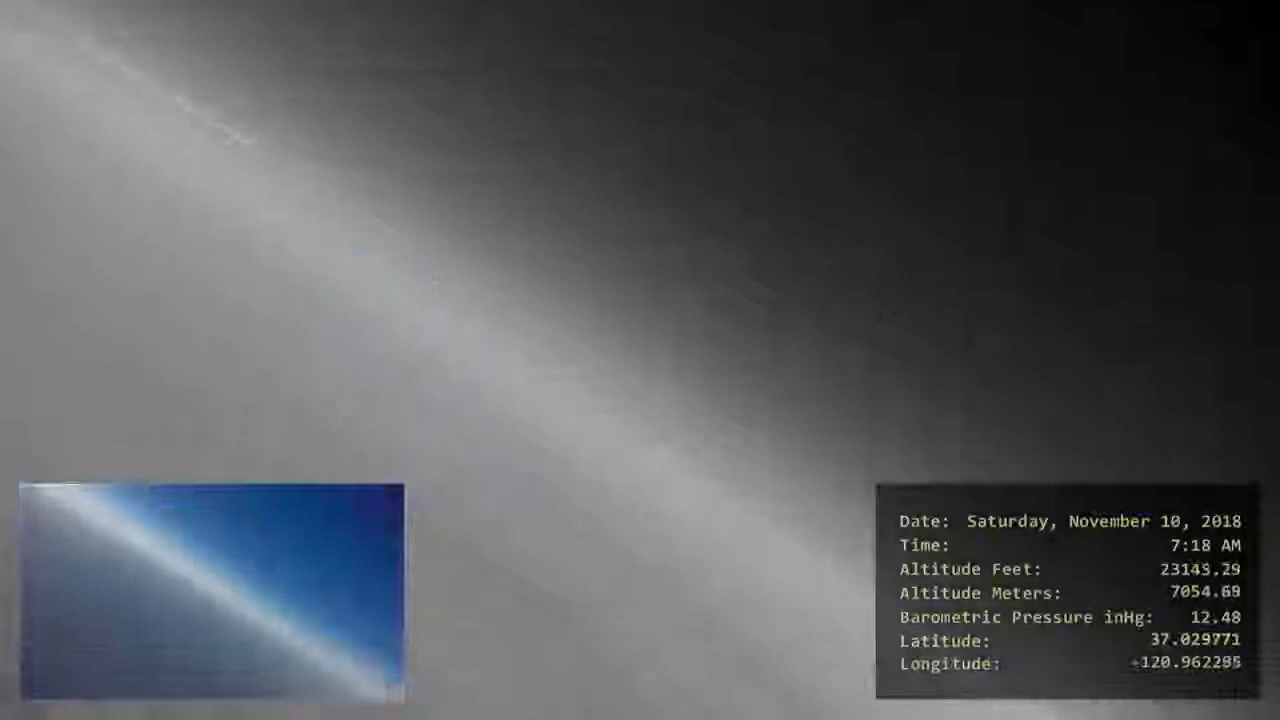 Date: Saturday, November 10, 2018
Time: 7:18 AM
Altitude Feet: 23145.29
Altitude Meters: 7054.69
Barometric Pressure inHg: 12.48
Latitude: 37.029771
Longitude: -120.962285